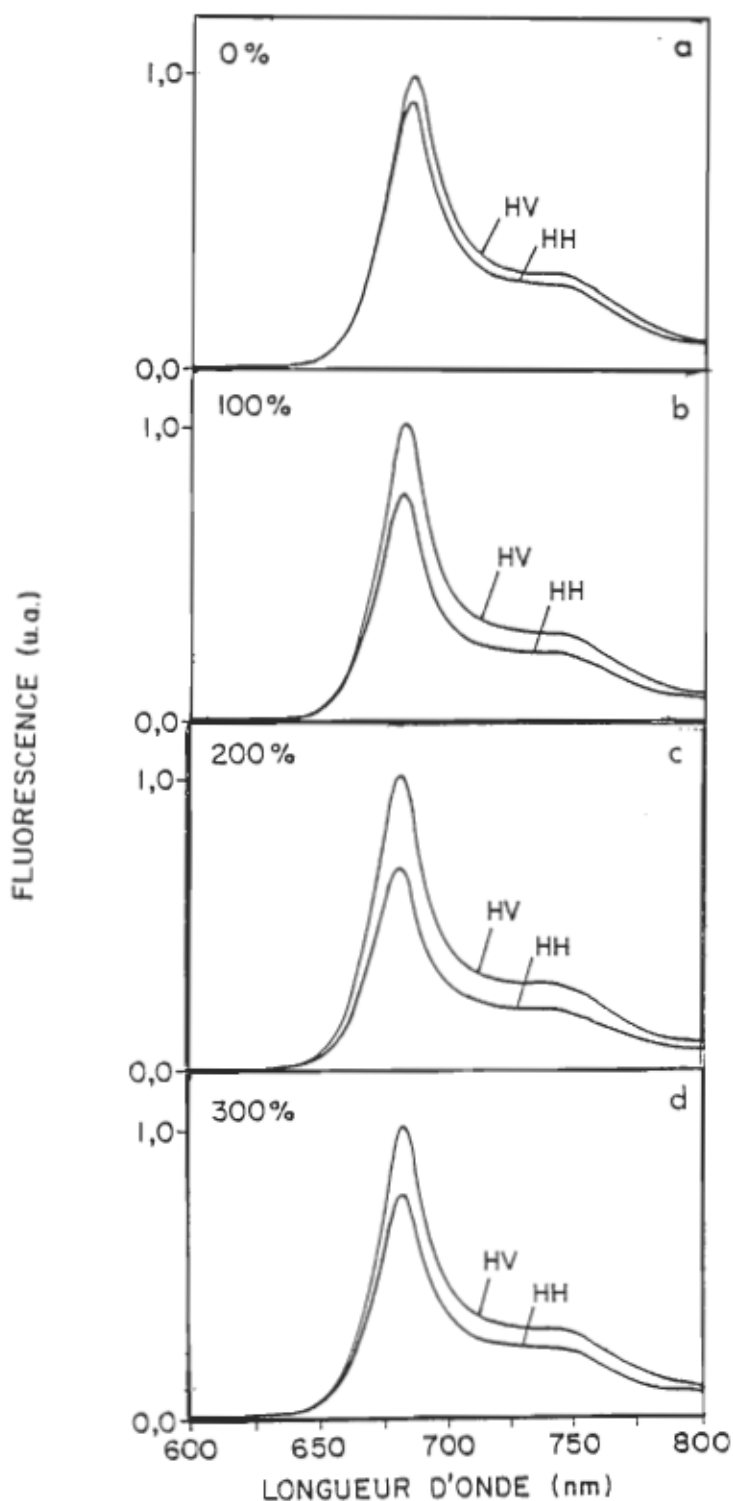 FLUORESCENCE (u.a.)
0%
a
1,0
HV
HH
0,0
100%
b
1,0
HV
HH
0,0
200%
c
1,0
HV
HH
0,0
300%
d
1,0
HV
HH
0,0
600 650 700 750 800
LONGUEUR D'ONDE (nm)